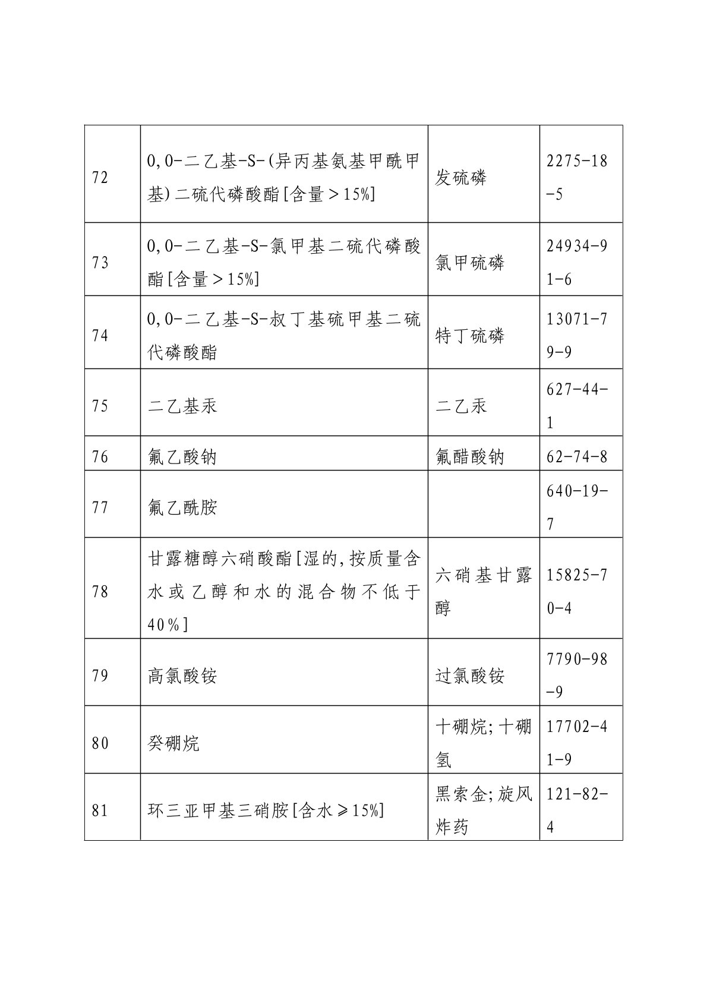 72
O,O-二乙基-S-(异丙基氨基甲酰甲
基)二硫代磷酸酯[含量＞15%]
发硫磷
2275-18
-5
73
O,O-二乙基-S-氯甲基二硫代磷酸
酯[含量＞15%]
氯甲硫磷
24934-9
1-6
74
O,O-二乙基-S-叔丁基硫甲基二硫
代磷酸酯
特丁硫磷
13071-7
9-9
75
二乙基汞
二乙汞
627-44-
1
76
氟乙酸钠
氟醋酸钠
62-74-8
77
氟乙酰胺
640-19-
7
78
甘露糖醇六硝酸酯[湿的,按质量含
水或乙醇和水的混合物不低于
40%]
六硝基甘露
醇
15825-7
0-4
79
高氯酸铵
过氯酸铵
7790-98
-9
80
癸硼烷
十硼烷;十硼
氢
17702-4
1-9
81
环三亚甲基三硝胺[含水≥15%]
黑索金;旋风
炸药
121-82-
4